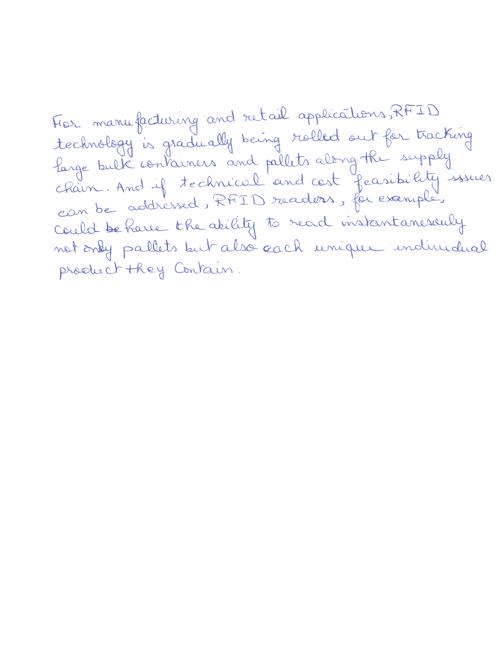 For manufacturing and retail applications, RFID
technology is gradually being rolled out for tracking
large bulk containers and pallets along the supply
chain. And if technical and cost feasibility issues
can be addressed, RFID readers, for example,
could be have the ability to read instantanesouly
not only pallets but also each unique individual
product they Contain.